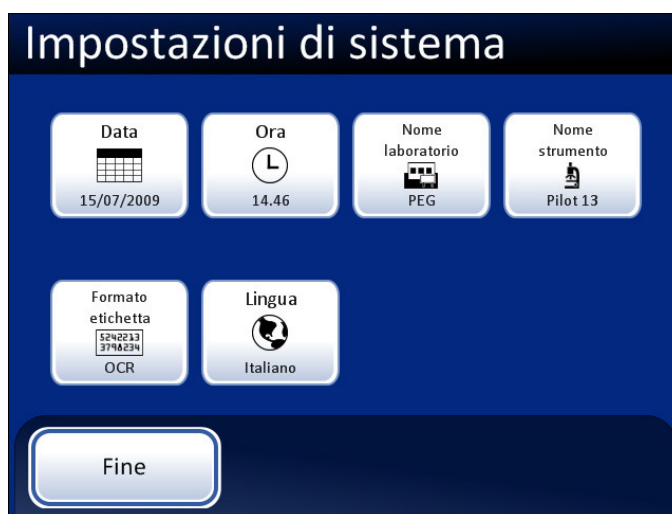 Impostazioni di sistema
Data
15/07/2009
Ora
14.46
Nome
laboratorio
PEG
Nome
strumento
Pilot 13
Formato
etichetta
5242213
3798234
OCR
Lingua
Italiano
Fine